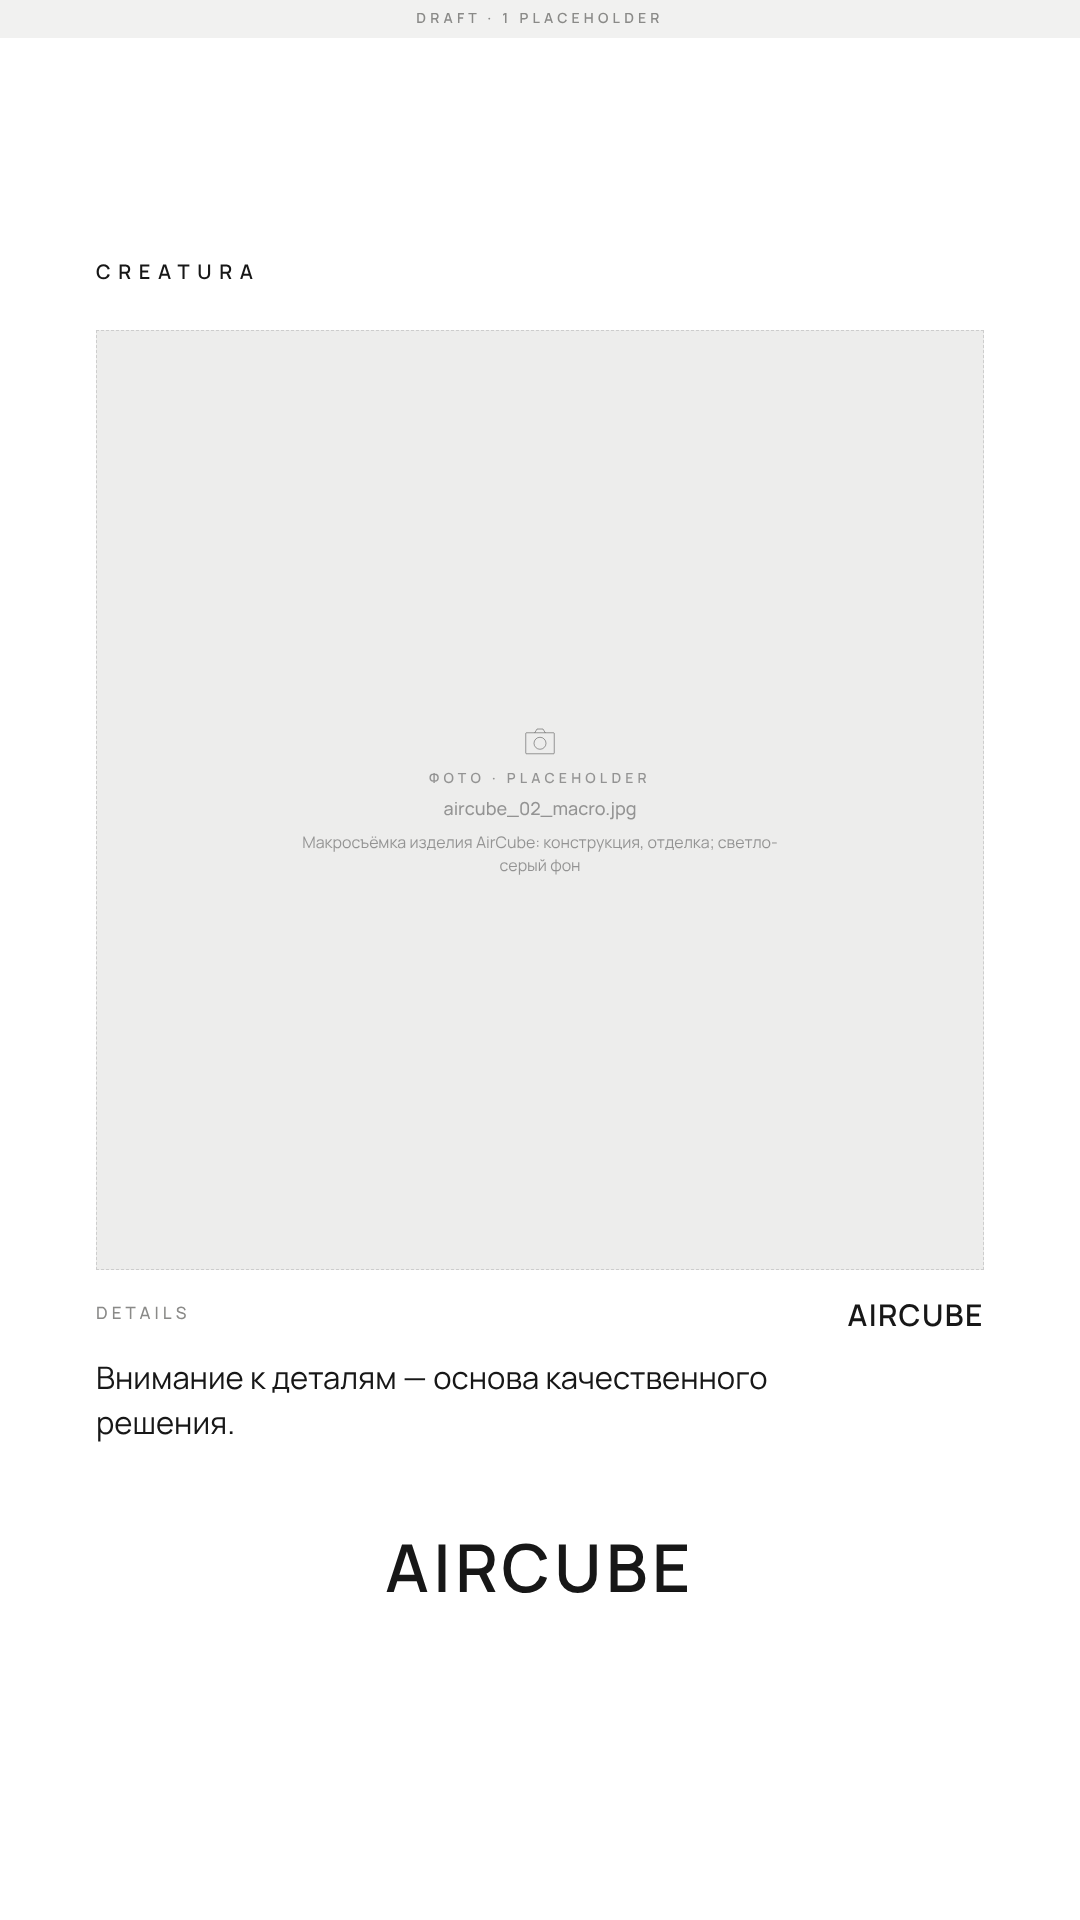 DRAFT · 1 PLACEHOLDER
CREATURA
ФОТО · PLACEHOLDER
aircube_02_macro.jpg
Макросъёмка изделия AirCube: конструкция, отделка; светло-
серый фон
DETAILS
AIRCUBE
Внимание к деталям — основа качественного
решения.
AIRCUBE